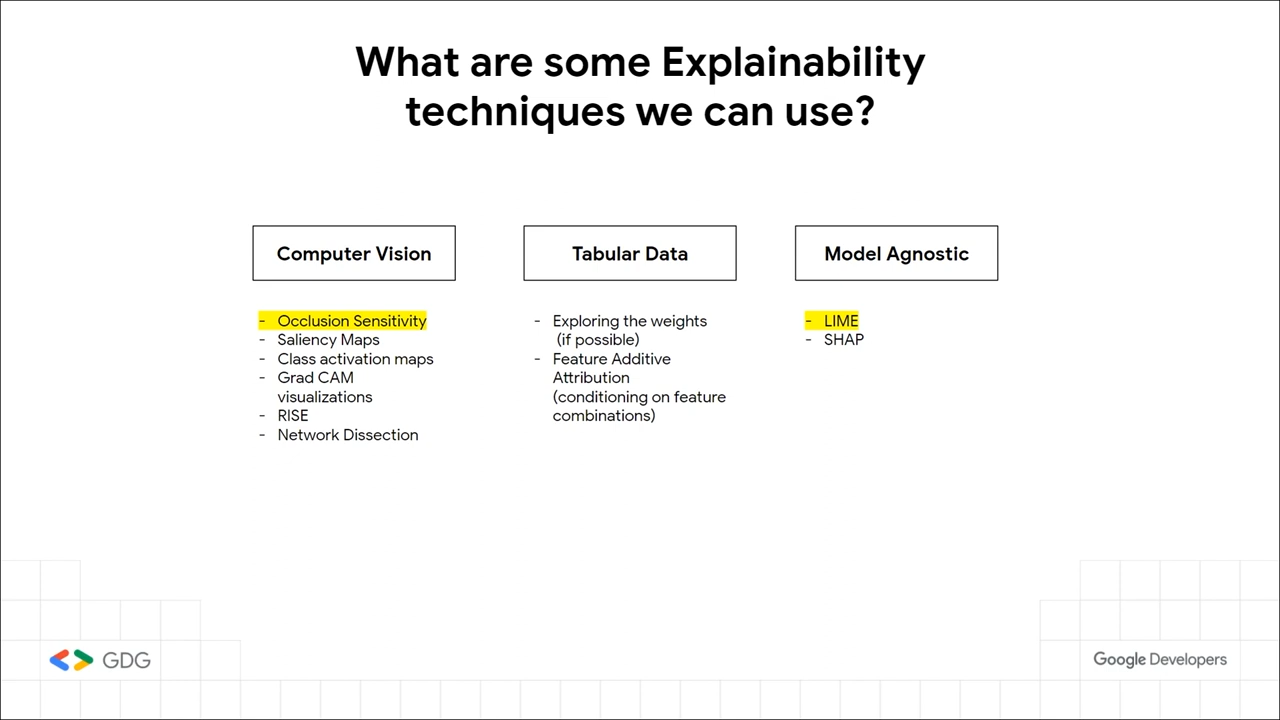 What are some Explainability
techniques we can use?
Computer Vision
- Occlusion Sensitivity
- Saliency Maps
- Class activation maps
- Grad CAM
visualizations
- RISE
- Network Dissection
Tabular Data
- Exploring the weights
(if possible)
- Feature Additive
Attribution
(conditioning on feature
combinations)
Model Agnostic
- LIME
- SHAP
GDG
Google Developers